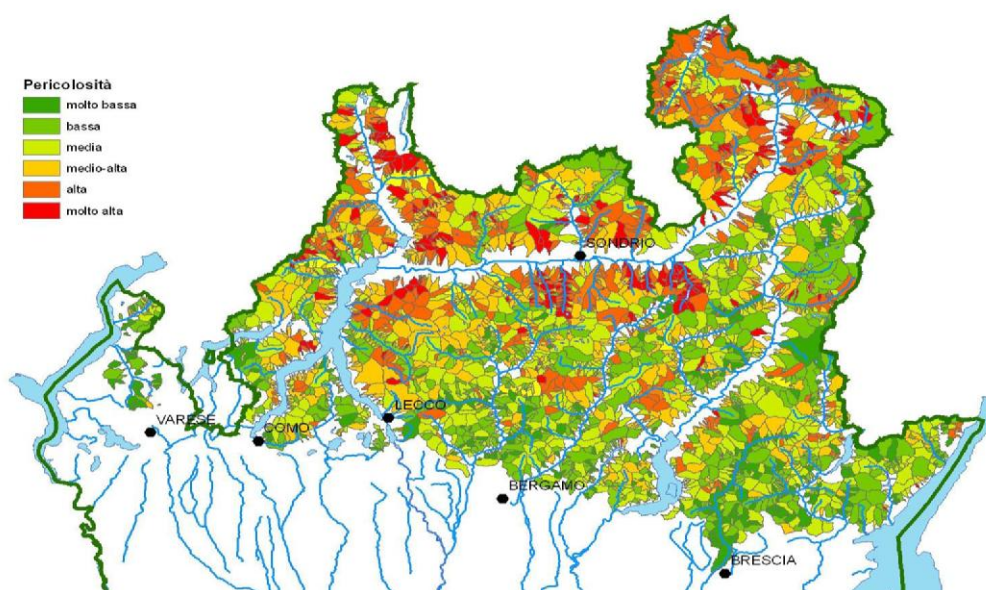 Pericolosità
molto bassa
bassa
media
medio-alta
alta
molto alta
SONDRIO
LECCO
VARESE
COMO
BERGAMO
BRESCIA